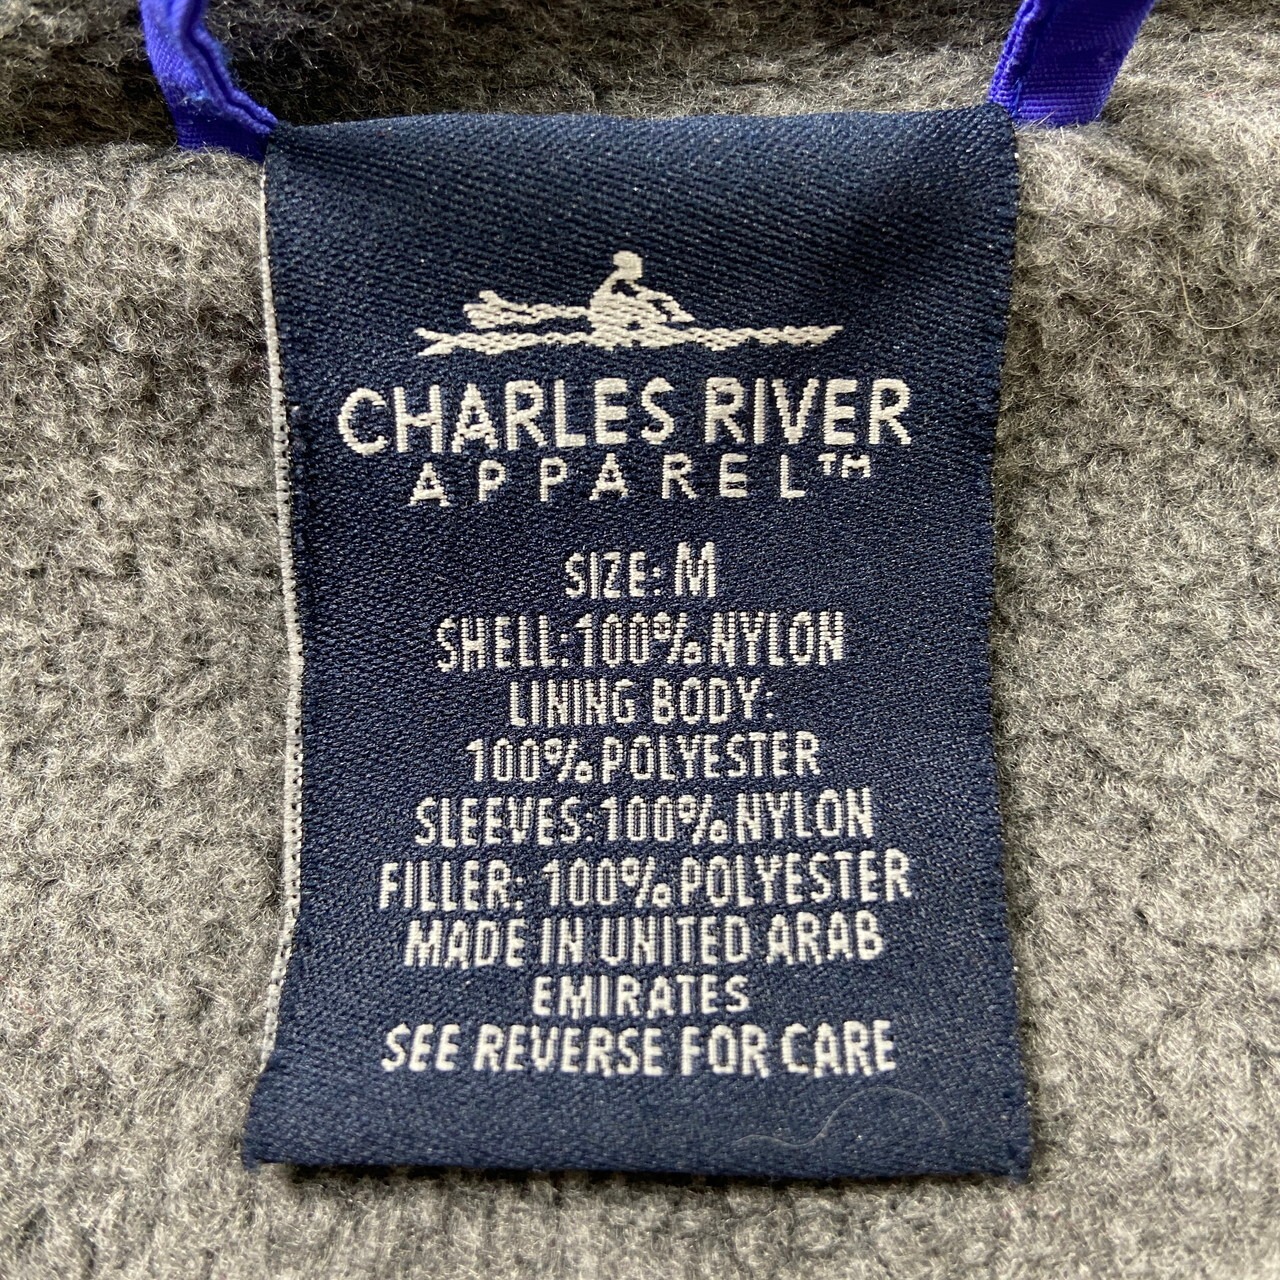 CHARLES RIVER
APPAREL™
SIZE: M
SHELL:100% NYLON
LINING BODY:
100% POLYESTER
SLEEVES:100% NYLON
FILLER: 100% POLYESTER
MADE IN UNITED ARAB
EMIRATES
SEE REVERSE FOR CARE